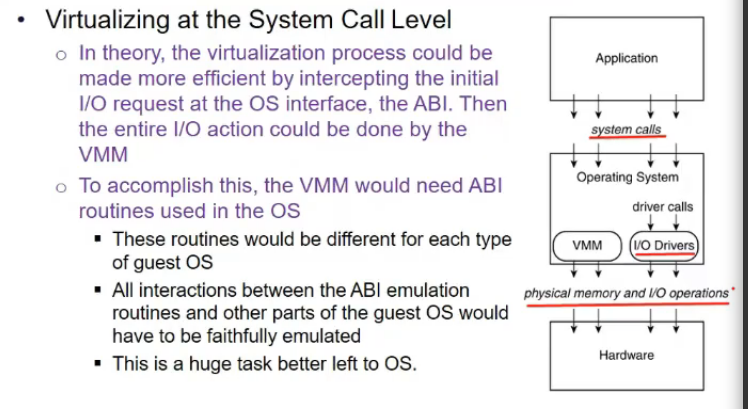 • Virtualizing at the System Call Level
o In theory, the virtualization process could be
made more efficient by intercepting the initial
I/O request at the OS interface, the ABI. Then
the entire I/O action could be done by the
VMM
o To accomplish this, the VMM would need ABI
routines used in the OS
▪ These routines would be different for each type
of guest OS
▪ All interactions between the ABI emulation
routines and other parts of the guest OS would
have to be faithfully emulated
▪ This is a huge task better left to OS.
Application
system calls
Operating System
driver calls
VMM
I/O Drivers
physical memory and I/O operations
Hardware